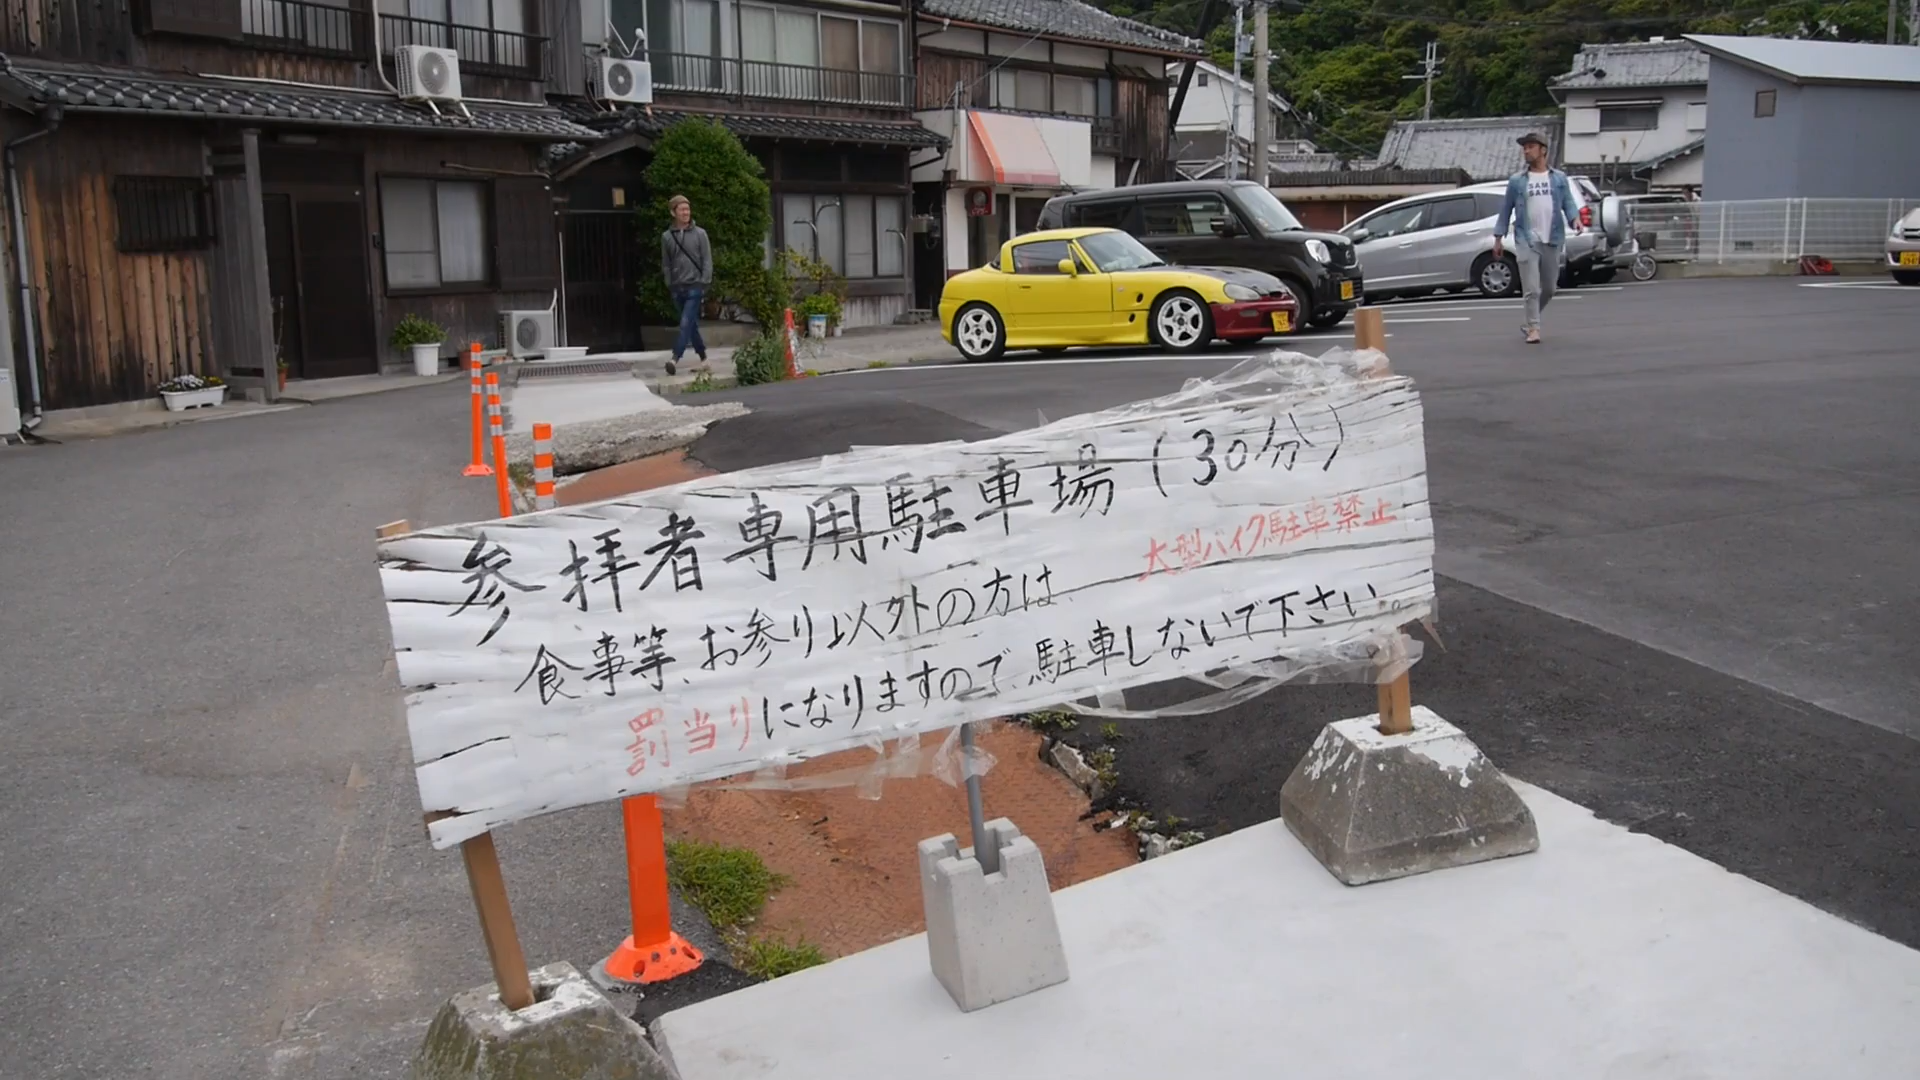 参拝者専用駐車場(30分)
大型バイク駐車禁止
食事等、お参り以外の方は、
罰当りになりますので、駐車しないで下さい。